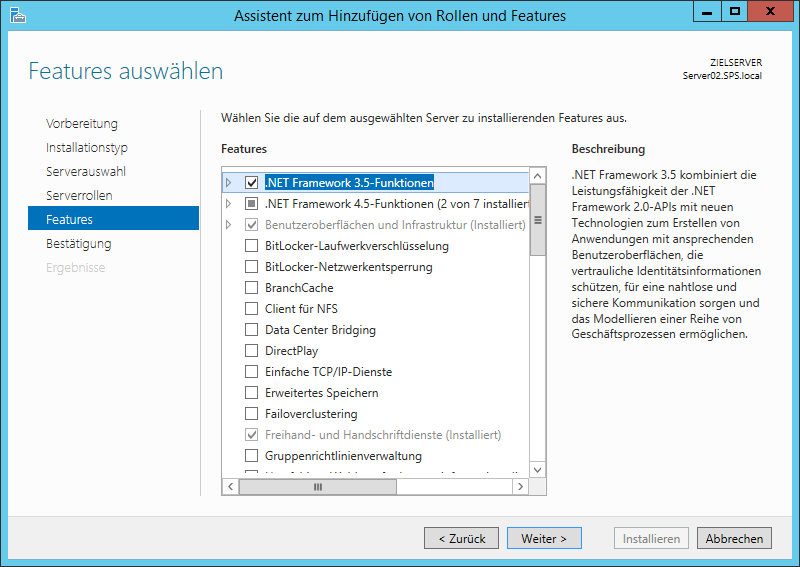 Assistent zum Hinzufügen von Rollen und Features
Features auswählen
ZIELSERVER
Server02.SPS.local
Vorbereitung
Installationstyp
Serverauswahl
Serverrollen
Features
Bestätigung
Ergebnisse
Wählen Sie die auf dem ausgewählten Server zu installierenden Features aus.
Features
.NET Framework 3.5-Funktionen
.NET Framework 4.5-Funktionen (2 von 7 installiert
Benutzeroberflächen und Infrastruktur (Installiert)
BitLocker-Laufwerkverschlüsselung
BitLocker-Netzwerkentsperrung
BranchCache
Client für NFS
Data Center Bridging
DirectPlay
Einfache TCP/IP-Dienste
Erweitertes Speichern
Failoverclustering
Freihand- und Handschriftdienste (Installiert)
Gruppenrichtlinienverwaltung
Beschreibung
.NET Framework 3.5 kombiniert die
Leistungsfähigkeit der .NET
Framework 2.0-APIs mit neuen
Technologien zum Erstellen von
Anwendungen mit ansprechenden
Benutzeroberflächen, die
vertrauliche Identitätsinformationen
schützen, für eine nahtlose und
sichere Kommunikation sorgen und
das Modellieren einer Reihe von
Geschäftsprozessen ermöglichen.
< Zurück
Weiter >
Installieren
Abbrechen